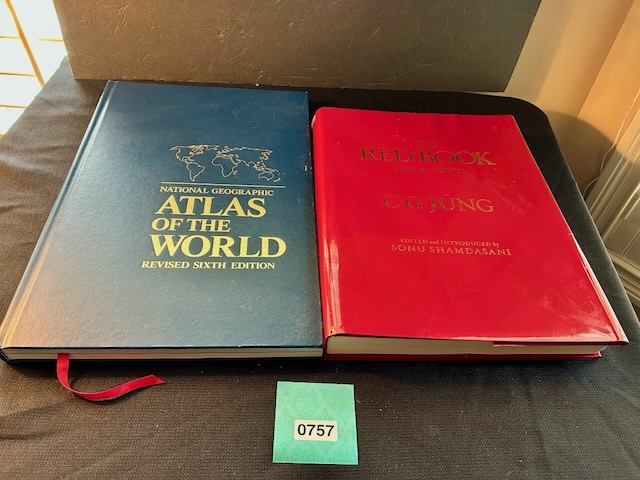 NATIONAL GEOGRAPHIC
ATLAS
OF THE
WORLD
REVISED SIXTH EDITION
RED BOOK
C·G·JUNG
EDITED and INTRODUCED by
SONU SHAMDASANI
0757